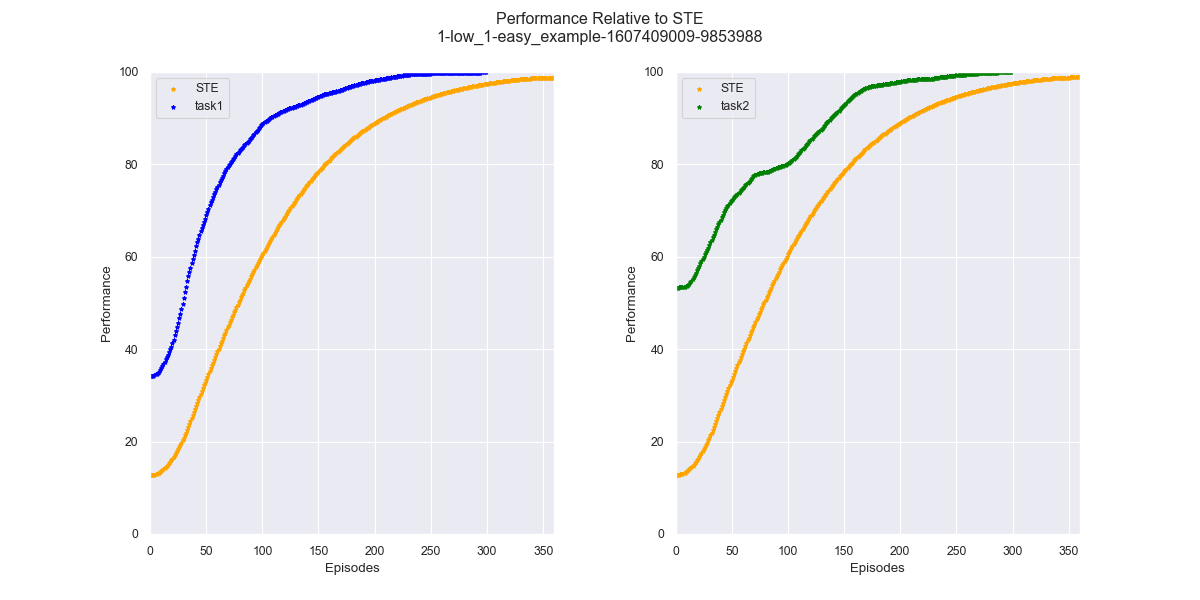 Performance Relative to STE
1-low_1-easy_example-1607409009-9853988
STE
task1
Performance
100
80
60
40
20
0
0 50 100 150 200 250 300 350
Episodes
STE
task2
Performance
100
80
60
40
20
0
0 50 100 150 200 250 300 350
Episodes